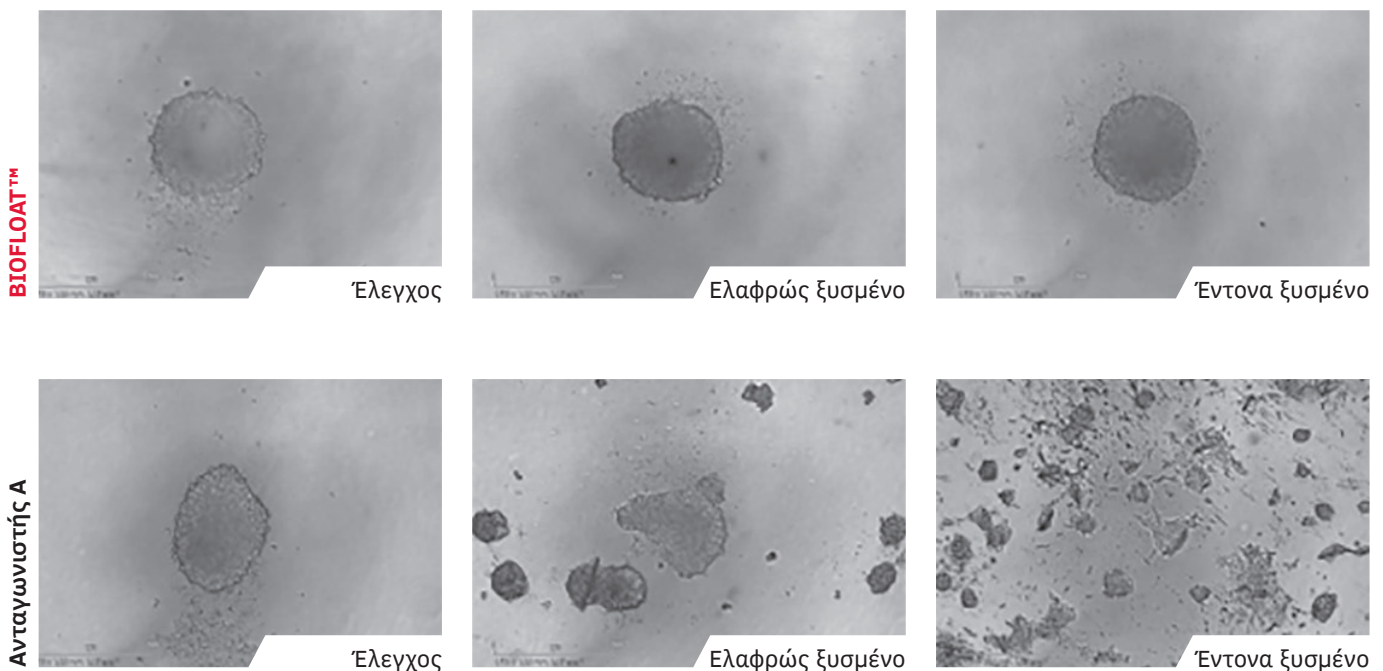 BIOFLOAT™
Έλεγχος
Ελαφρώς ξυσμένο
Έντονα ξυσμένο
Ανταγωνιστής A
Έλεγχος
Ελαφρώς ξυσμένο
Έντονα ξυσμένο